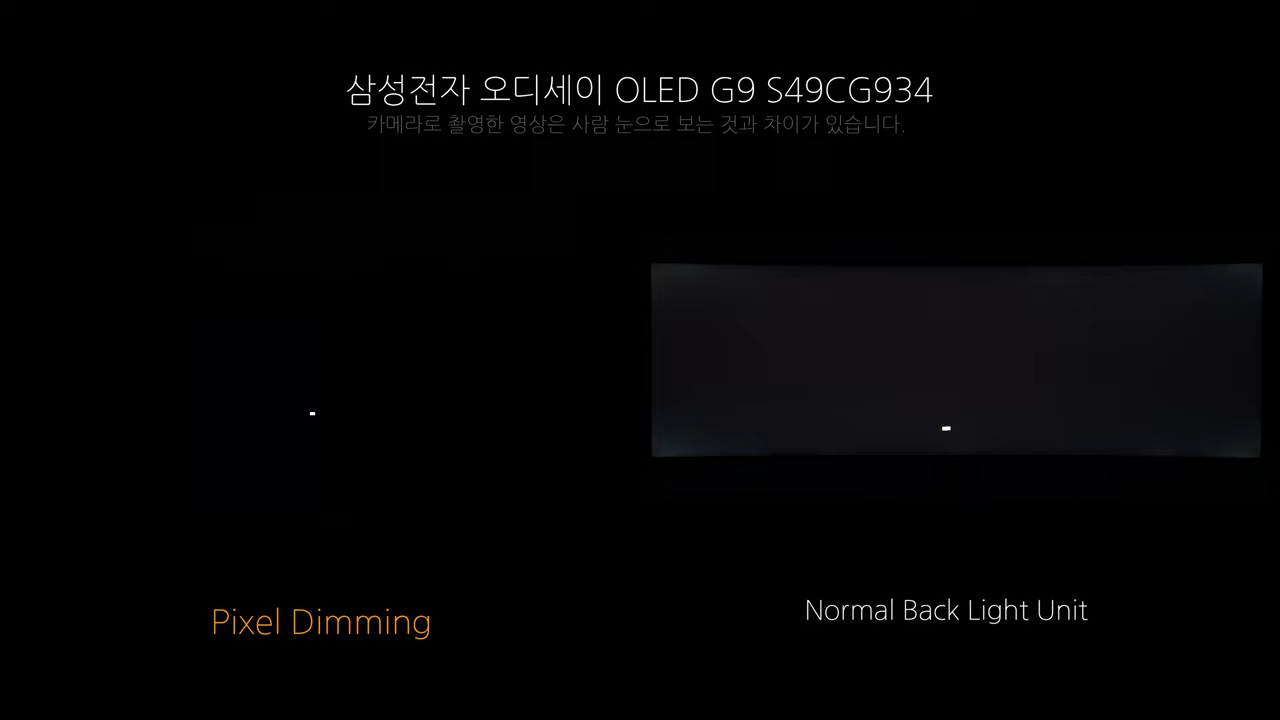 삼성전자 오디세이 OLED G9 S49CG934
카메라로 촬영한 영상은 사람 눈으로 보는 것과 차이가 있습니다.
Pixel Dimming
Normal Back Light Unit